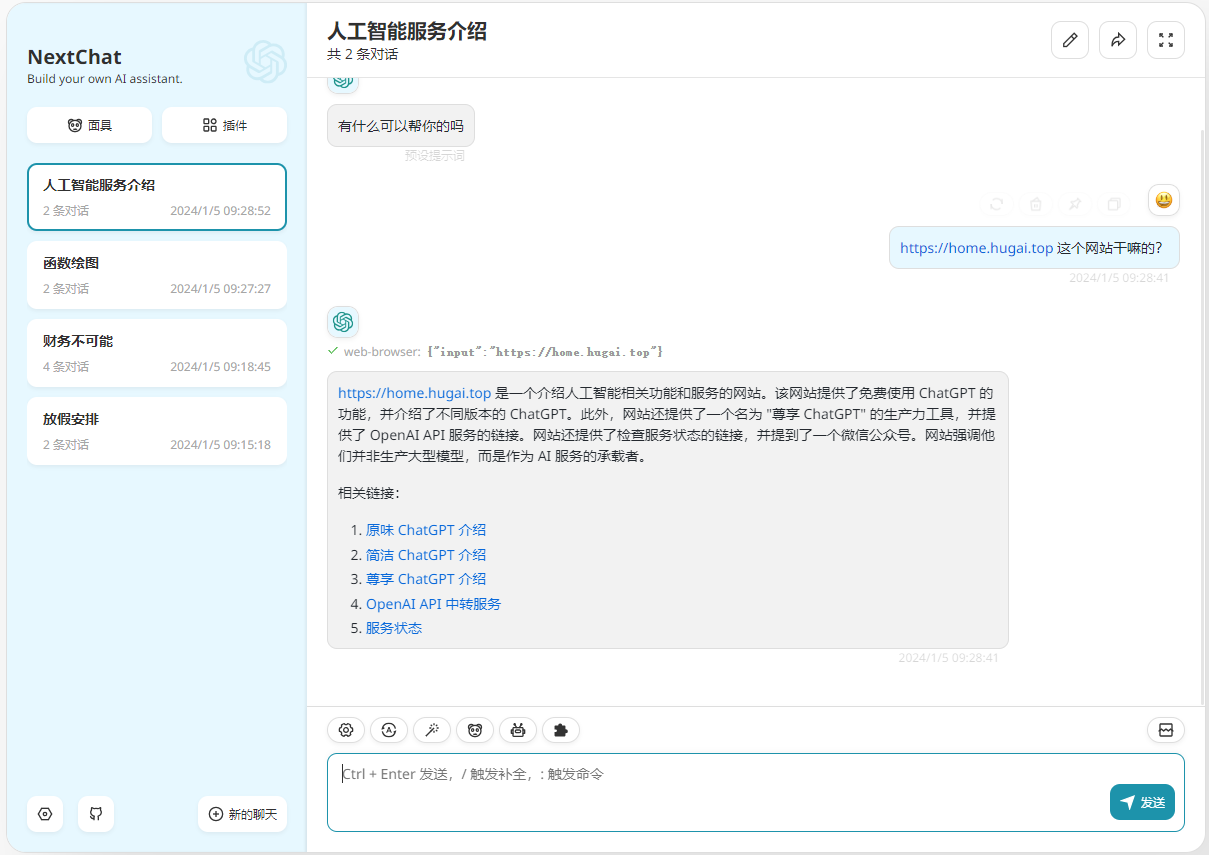 NextChat
Build your own AI assistant.
面具
插件
人工智能服务介绍
2 条对话 2024/1/5 09:28:52
函数绘图
2 条对话 2024/1/5 09:27:27
财务不可能
4 条对话 2024/1/5 09:18:45
放假安排
2 条对话 2024/1/5 09:15:18
新的聊天
人工智能服务介绍
共 2 条对话
有什么可以帮你的吗
预设提示词
https://home.hugai.top 这个网站干嘛的?
2024/1/5 09:28:41
web-browser: {"input":"https://home.hugai.top"}
https://home.hugai.top 是一个介绍人工智能相关功能和服务的网站。该网站提供了免费使用 ChatGPT 的
功能，并介绍了不同版本的 ChatGPT。此外，网站还提供了一个名为 "尊享 ChatGPT" 的生产力工具，并提
供了 OpenAI API 服务的链接。网站还提供了检查服务状态的链接，并提到了一个微信公众号。网站强调他
们并非生产大型模型，而是作为 AI 服务的承载者。
相关链接：
1. 原味 ChatGPT 介绍
2. 简洁 ChatGPT 介绍
3. 尊享 ChatGPT 介绍
4. OpenAI API 中转服务
5. 服务状态
2024/1/5 09:28:41
Ctrl + Enter 发送，/ 触发补全，: 触发命令
发送